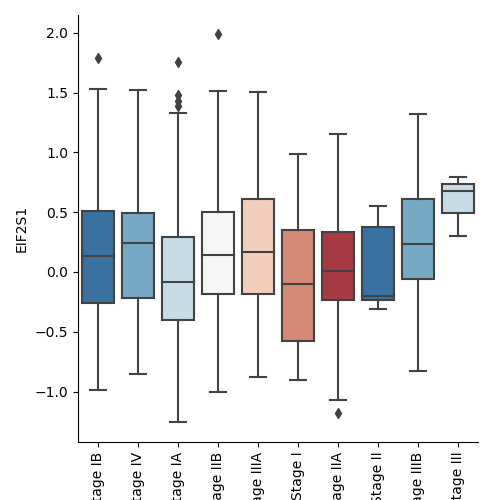 2.0
1.5
1.0
0.5
0.0
−0.5
−1.0
EIF2S1
tage IB
tage IV
tage IA
age IIB
age IIIA
Stage I
age IIA
Stage II
age IIIB
tage III